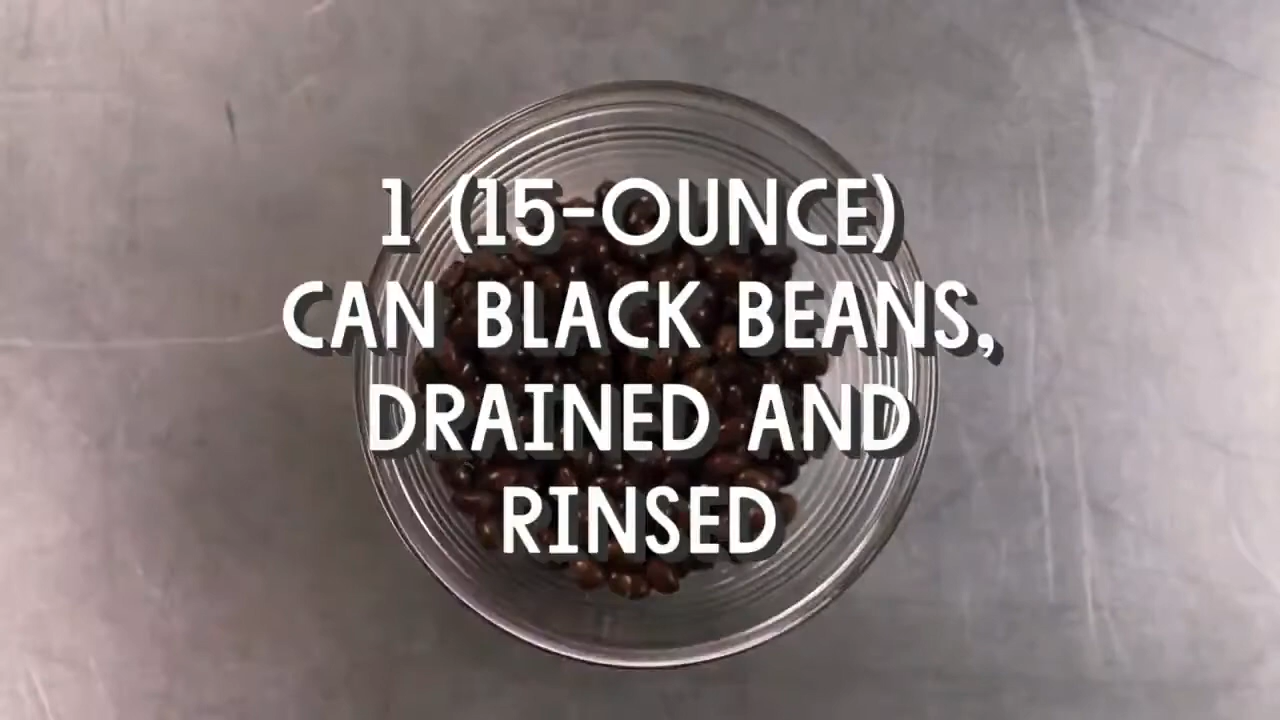 1 (15-OUNCE)
CAN BLACK BEANS,
DRAINED AND
RINSED